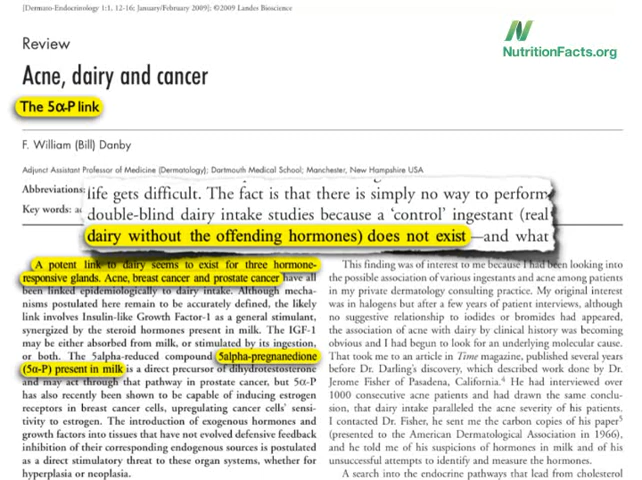 [Dermato-Endocrinology 1:1, 12-16; January/February 2009]; ©2009 Landes Bioscience
Review
NutritionFacts.org
Acne, dairy and cancer
The 5α-P link
F. William (Bill) Danby
Adjunct Assistant Professor of Medicine (Dermatology); Dartmouth Medical School; Manchester, New Hampshire USA
Abbreviations:
Key words:
life gets difficult. The fact is that there is simply no way to perform
double-blind dairy intake studies because a ‘control’ ingestant (real
dairy without the offending hormones) does not exist—and what
A potent link to dairy seems to exist for three hormone-
responsive glands. Acne, breast cancer and prostate cancer have all
been linked epidemiologically to dairy intake. Although mecha-
nisms postulated here remain to be accurately defined, the likely
link involves Insulin-like Growth Factor-1 as a general stimulant,
synergized by the steroid hormones present in milk. The IGF-1
may be either absorbed from milk, or stimulated by its ingestion,
or both. The 5alpha-reduced compound 5alpha-pregnanedione
(5α-P) present in milk is a direct precursor of dihydrotestosterone
and may act through that pathway in prostate cancer, but 5α-P
has also recently been shown to be capable of inducing estrogen
receptors in breast cancer cells, upregulating cancer cells’ sensi-
tivity to estrogen. The introduction of exogenous hormones and
growth factors into tissues that have not evolved defensive feedback
inhibition of their corresponding endogenous sources is postulated
as a direct stimulatory threat to these organ systems, whether for
hyperplasia or neoplasia.
This finding was of interest to me because I had been looking into
the possible association of various ingestants and acne among patients
in my private dermatology consulting practice. My original interest
was in halogens but after a few years of patient interviews, although
no suggestive relationship to iodides or bromides had appeared,
the association of acne with dairy by clinical history was becoming
obvious and I had begun to look for an underlying molecular cause.
That took me to an article in Time magazine, published several years
before Dr. Darling’s discovery, which described work done by Dr.
Jerome Fisher of Pasadena, California.4 He had interviewed over
1000 consecutive acne patients and had drawn the same conclu-
sion, that dairy intake paralleled the acne severity of his patients.
I contacted Dr. Fisher, he sent me the carbon copies of his paper5
(presented to the American Dermatological Association in 1966),
and he told me of his suspicions of hormones in milk and of his
unsuccessful attempts to identify and measure the hormones.
A search into the endocrine pathways that lead from cholesterol